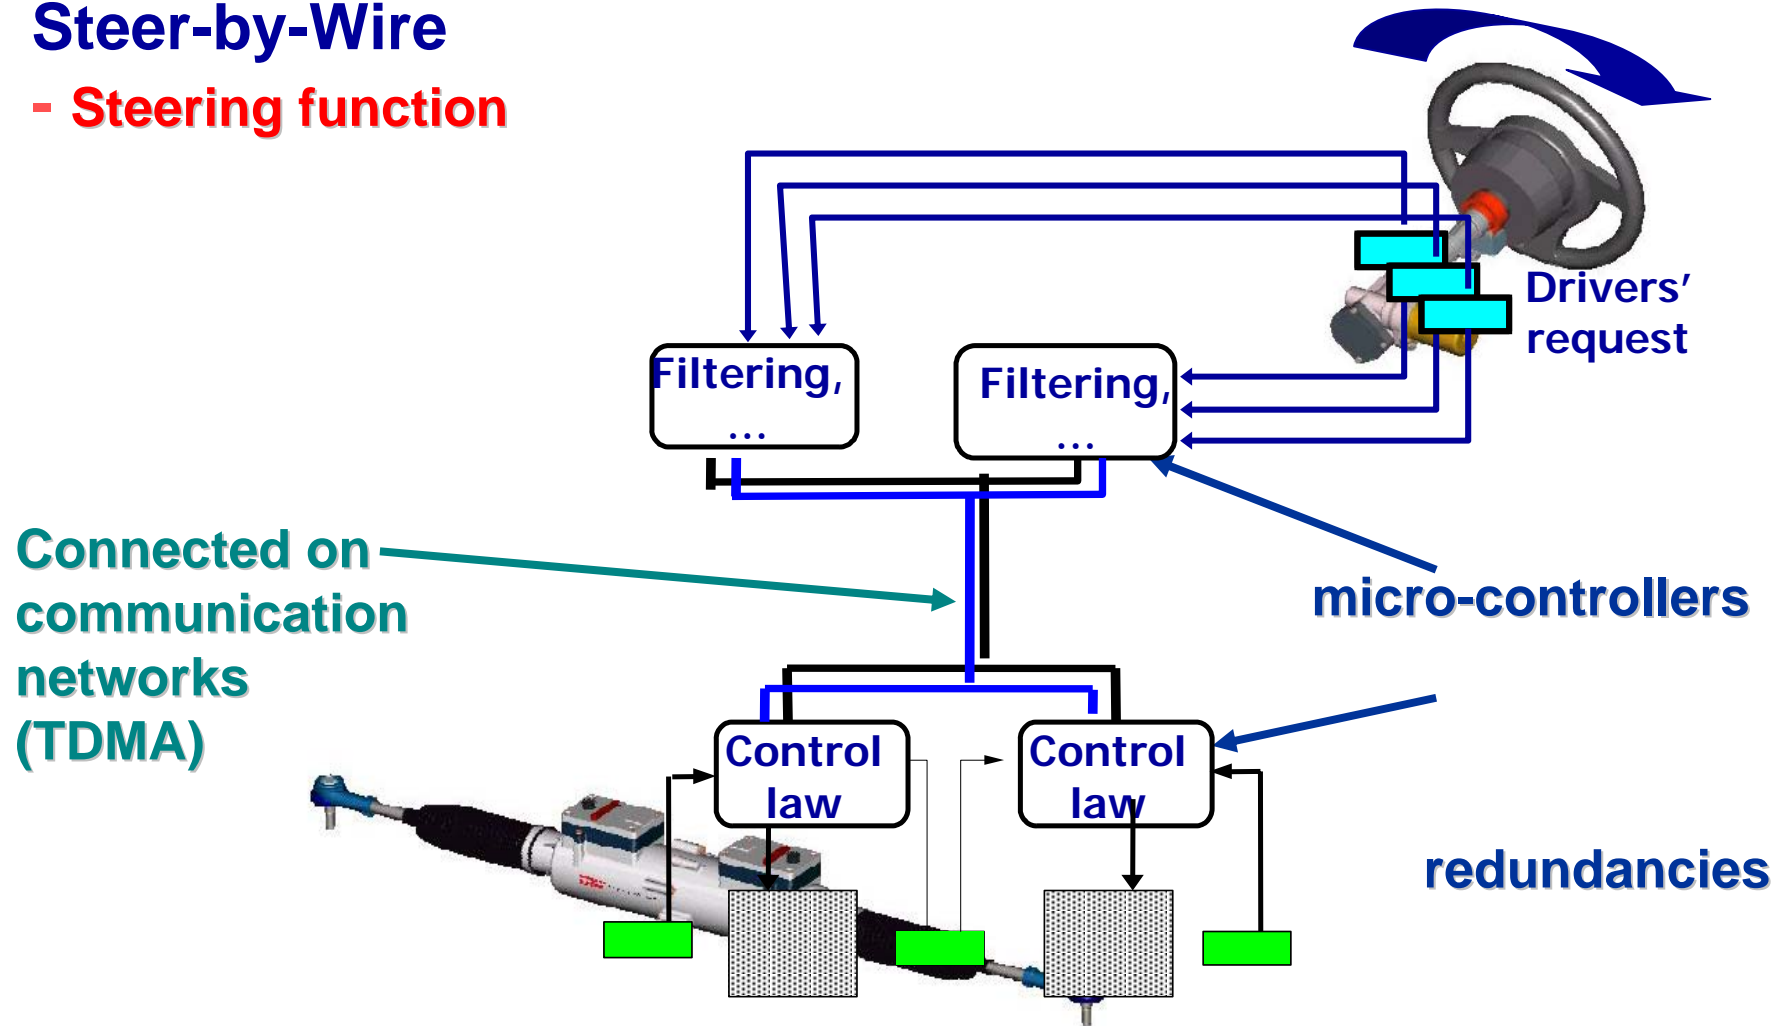 Steer-by-Wire
- Steering function
Drivers'
request
Filtering,
...
Filtering,
...
Connected on
communication
networks
(TDMA)
micro-controllers
Control
law
Control
law
redundancies